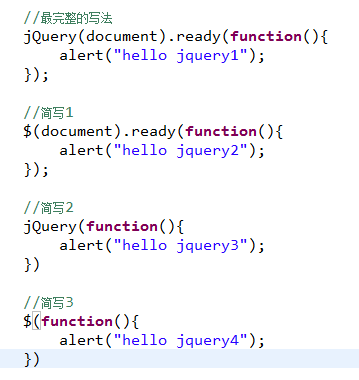 //最完整的写法
jQuery(document).ready(function(){
    alert("hello jquery1");
});

//简写1
$(document).ready(function(){
    alert("hello jquery2");
});

//简写2
jQuery(function(){
    alert("hello jquery3");
})

//简写3
$(function(){
    alert("hello jquery4");
})